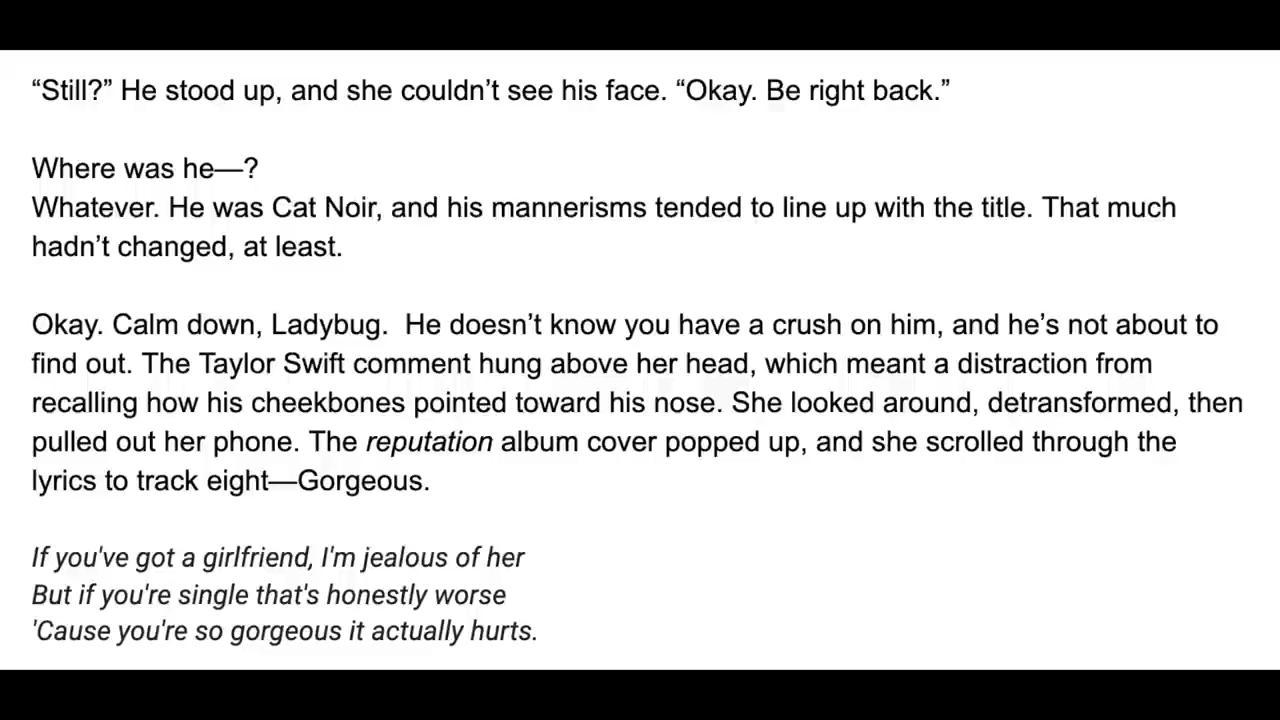 “Still?” He stood up, and she couldn’t see his face. “Okay. Be right back.”
Where was he—?
Whatever. He was Cat Noir, and his mannerisms tended to line up with the title. That much
hadn’t changed, at least.
Okay. Calm down, Ladybug.  He doesn’t know you have a crush on him, and he’s not about to
find out. The Taylor Swift comment hung above her head, which meant a distraction from
recalling how his cheekbones pointed toward his nose. She looked around, detransformed, then
pulled out her phone. The reputation album cover popped up, and she scrolled through the
lyrics to track eight—Gorgeous.
If you've got a girlfriend, I'm jealous of her
But if you're single that's honestly worse
'Cause you're so gorgeous it actually hurts.